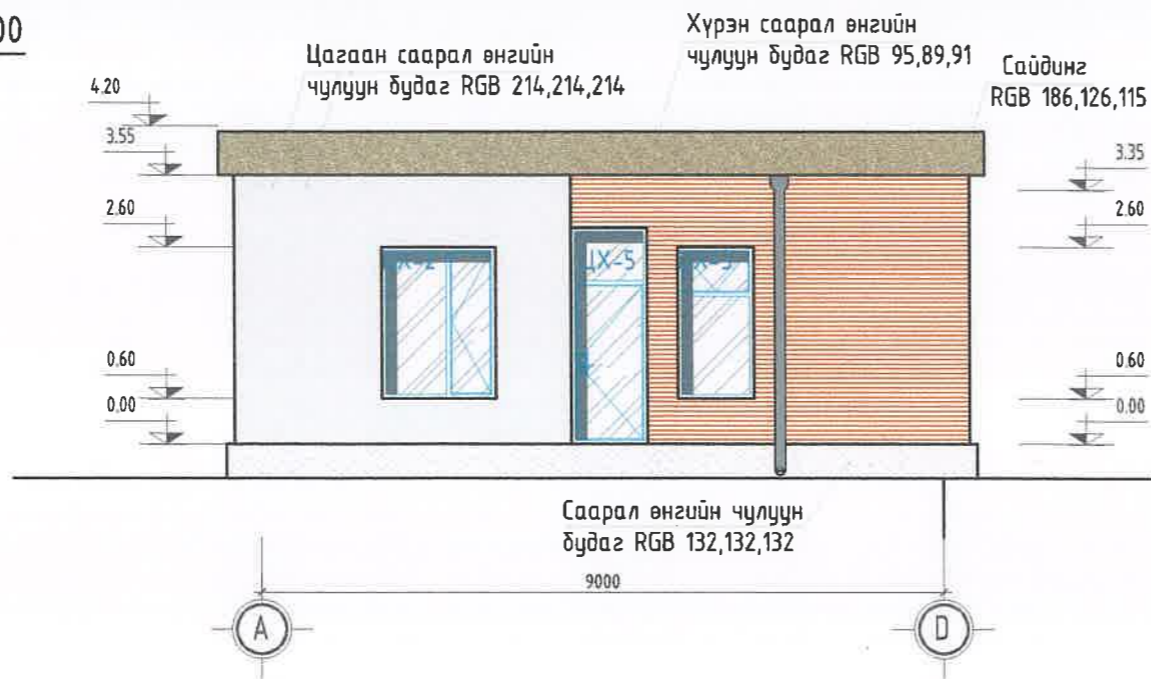 00
Цагаан саарал өнгийн
чулуун будаг RGB 214,214,214
Хүрэн саарал өнгийн
чулуун будаг RGB 95,89,91
Сайдинг
RGB 186,126,115
4.20
3.55
2.60
0.60
0.00
3.35
2.60
0.60
0.00
ЦХ-5
Саарал өнгийн чулуун
будаг RGB 132,132,132
9000
A
D